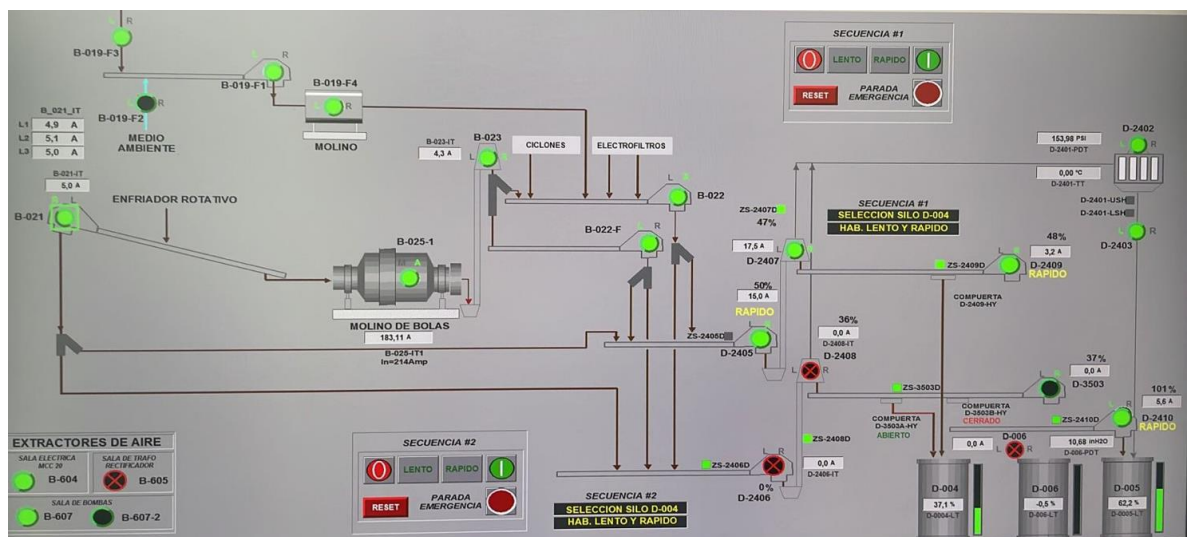 L R
B-019-F3
B-019-F1
B-019-F4
MOLINO
L R
B-019-F2
MEDIO
AMBIENTE
B_021_IT
L1 4,9 A
L2 5,1 A
L3 5,0 A
B-021-IT
5,0 A
B-021
ENFRIADOR ROTATIVO
B-025-1
MOLINO DE BOLAS
183,11 A
B-025-IT1
In=214Amp
B-023-IT
4,3 A
B-023
CICLONES
ELECTROFILTROS
B-022
B-022-F
SECUENCIA #1
LENTO
RAPIDO
RESET
PARADA
EMERGENCIA
SECUENCIA #1
SELECCION SILO D-004
HAB. LENTO Y RAPIDO
ZS-2407D
47%
17,5 A
D-2407
50%
15,0 A
RAPIDO
ZS-2405D
D-2405
36%
0,0 A
D-2408-IT
D-2408
ZS-2409D
48%
3,2 A
D-2409
RAPIDO
COMPUERTA
D-2409-HY
153,98 PSI
D-2401-PDT
0,00 °C
D-2401-TT
D-2402
D-2401-USH
D-2401-LSH
D-2403
ZS-3503D
37%
0,0 A
D-3503
COMPUERTA
D-3503A-HY
ABIERTO
COMPUERTA
D-3503B-HY
CERRADO
ZS-2410D
101%
5,6 A
D-2410
RAPIDO
0,0 A
D-006
10,68 inH2O
D-006-PDT
ZS-2408D
0,0 A
D-2406-IT
ZS-2406D
0%
D-2406
D-004
37,1 %
D-0004-LT
D-006
-0,5 %
D-006-LT
D-005
62,2 %
D-0005-LT
EXTRACTORES DE AIRE
SALA ELECTRICA
MCC 20
B-604
SALA DE TRAFO
RECTIFICADOR
B-605
SALA DE BOMBAS
B-607
B-607-2
SECUENCIA #2
LENTO
RAPIDO
RESET
PARADA
EMERGENCIA
SECUENCIA #2
SELECCION SILO D-004
HAB. LENTO Y RAPIDO